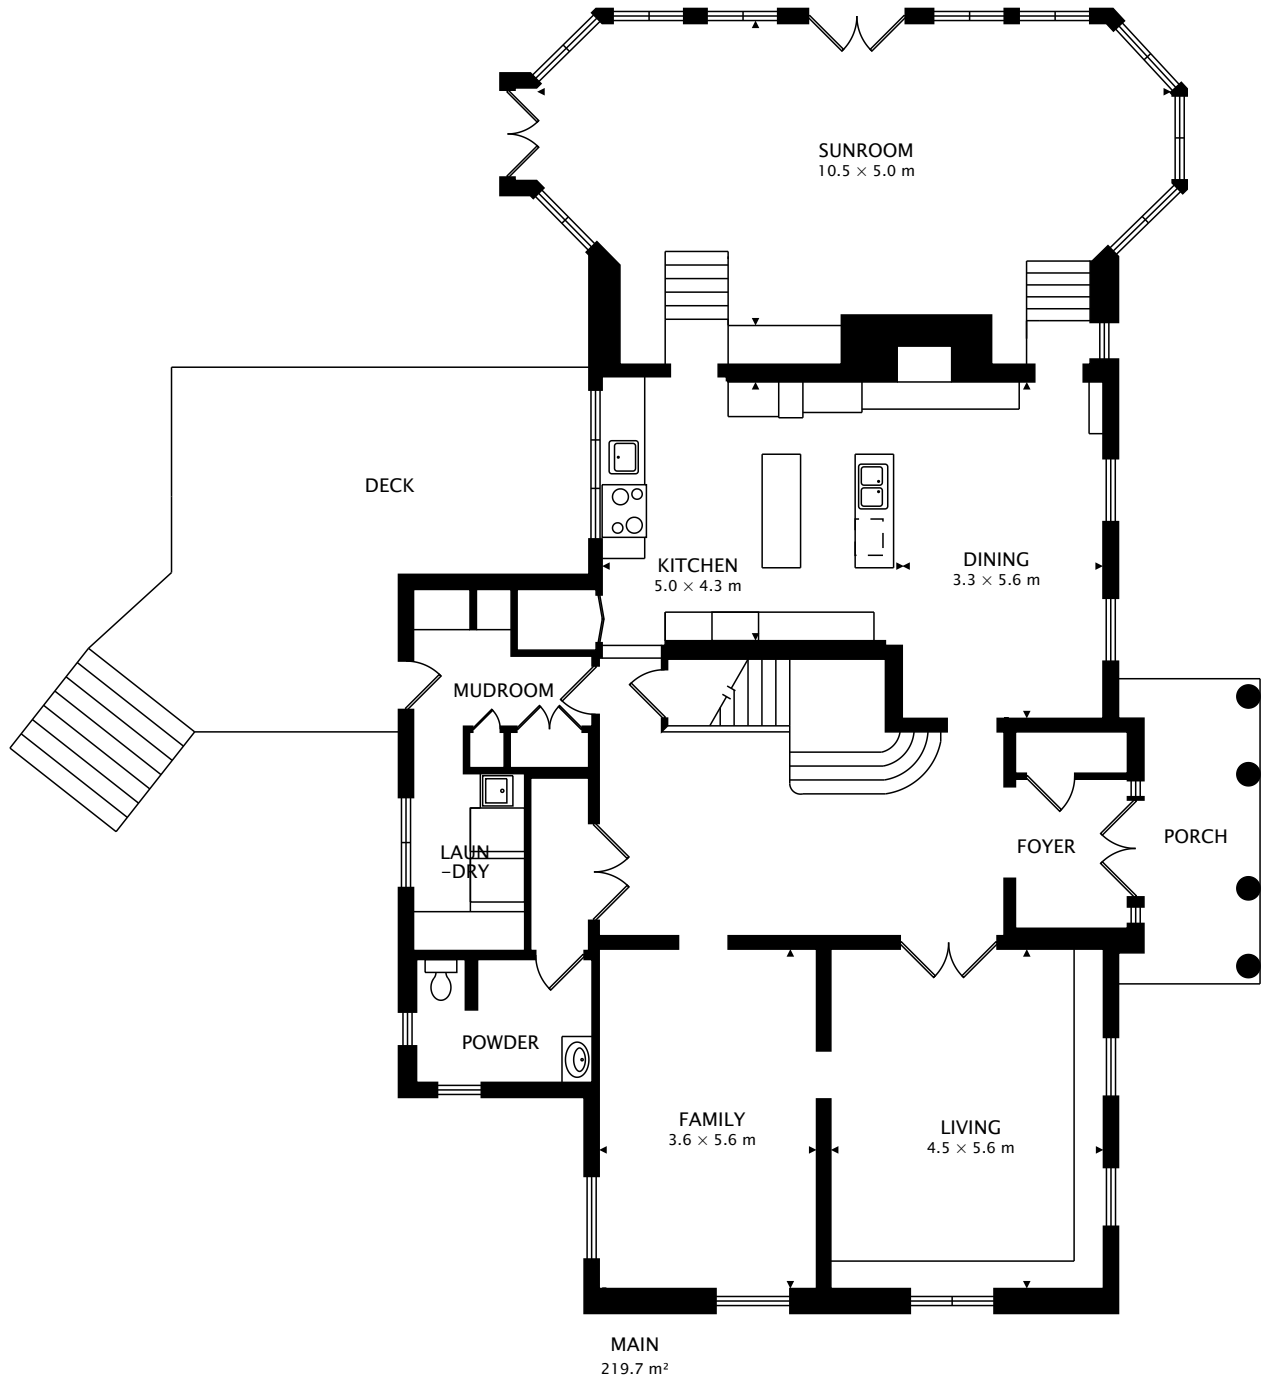 SUNROOM
10.5 × 5.0 m
DECK
KITCHEN
5.0 × 4.3 m
DINING
3.3 × 5.6 m
MUDROOM
LAUN
-DRY
FOYER
PORCH
POWDER
FAMILY
3.6 × 5.6 m
LIVING
4.5 × 5.6 m
MAIN
219.7 m²